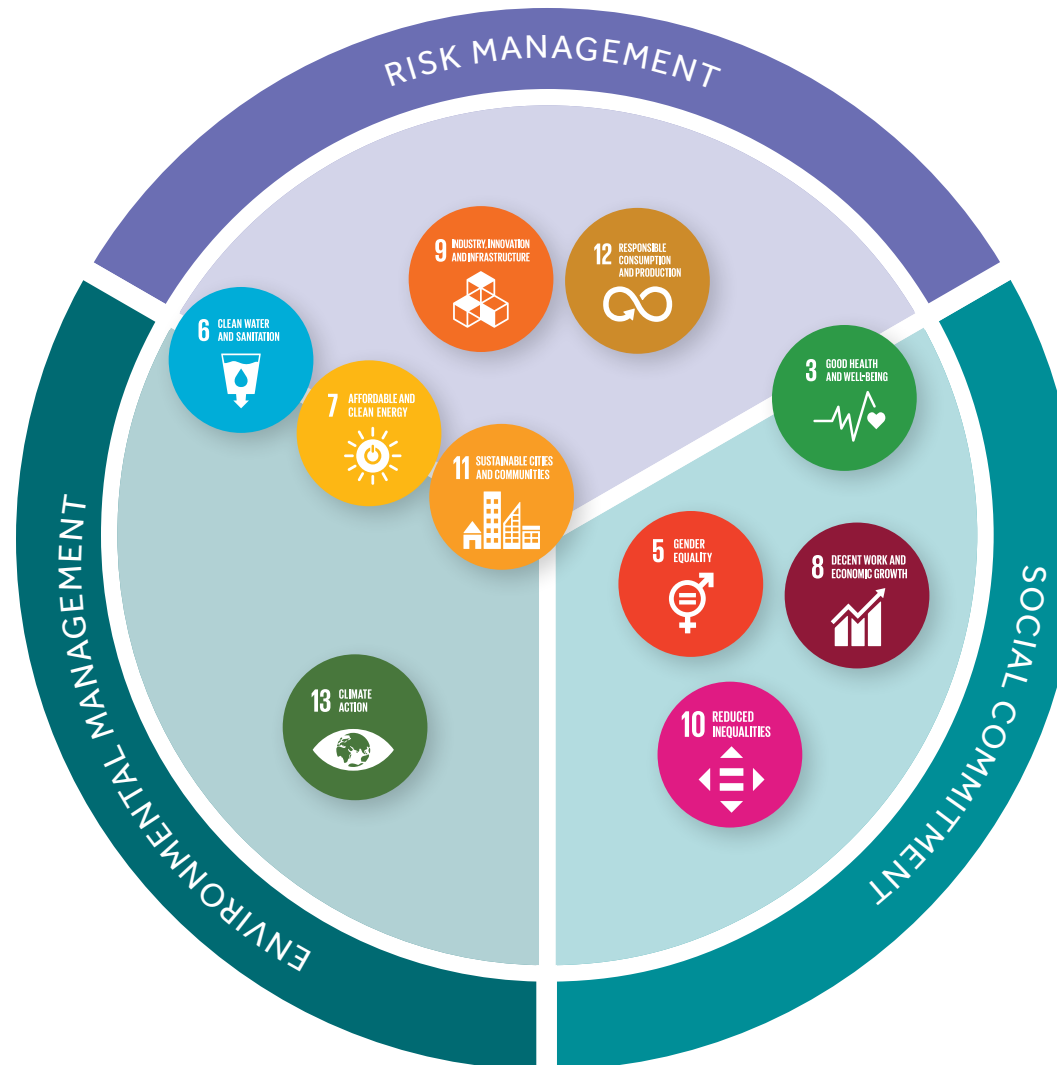 RISK MANAGEMENT
9 INDUSTRY, INNOVATION
AND INFRASTRUCTURE
12 RESPONSIBLE
CONSUMPTION
AND PRODUCTION
6 CLEAN WATER
AND SANITATION
3 GOOD HEALTH
AND WELL-BEING
7 AFFORDABLE AND
CLEAN ENERGY
11 SUSTAINABLE CITIES
AND COMMUNITIES
5 GENDER
EQUALITY
8 DECENT WORK AND
ECONOMIC GROWTH
13 CLIMATE
ACTION
10 REDUCED
INEQUALITIES
ENVIRONMENTAL MANAGEMENT
SOCIAL COMMITMENT